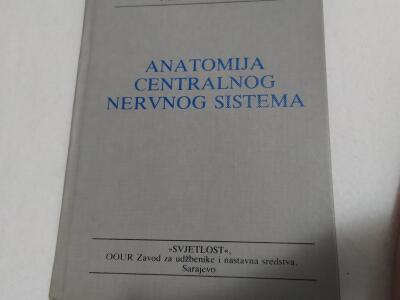 ANATOMIJA
CENTRALNOG
NERVNOG SISTEMA
»SVJETLOST«,
OOUR Zavod za udžbenike i nastavna sredstva,
Sarajevo